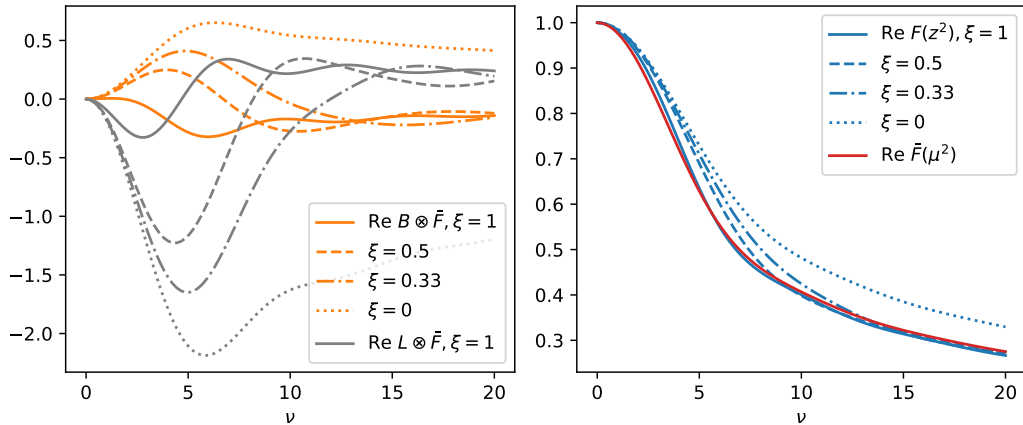 0.5
0.0
−0.5
−1.0
−1.5
−2.0
0
5
10
15
20
ν
Re B ⊗ F̄, ξ = 1
ξ = 0.5
ξ = 0.33
ξ = 0
Re L ⊗ F̄, ξ = 1
1.0
0.9
0.8
0.7
0.6
0.5
0.4
0.3
0
5
10
15
20
ν
Re F(z²), ξ = 1
ξ = 0.5
ξ = 0.33
ξ = 0
Re F̄(μ²)